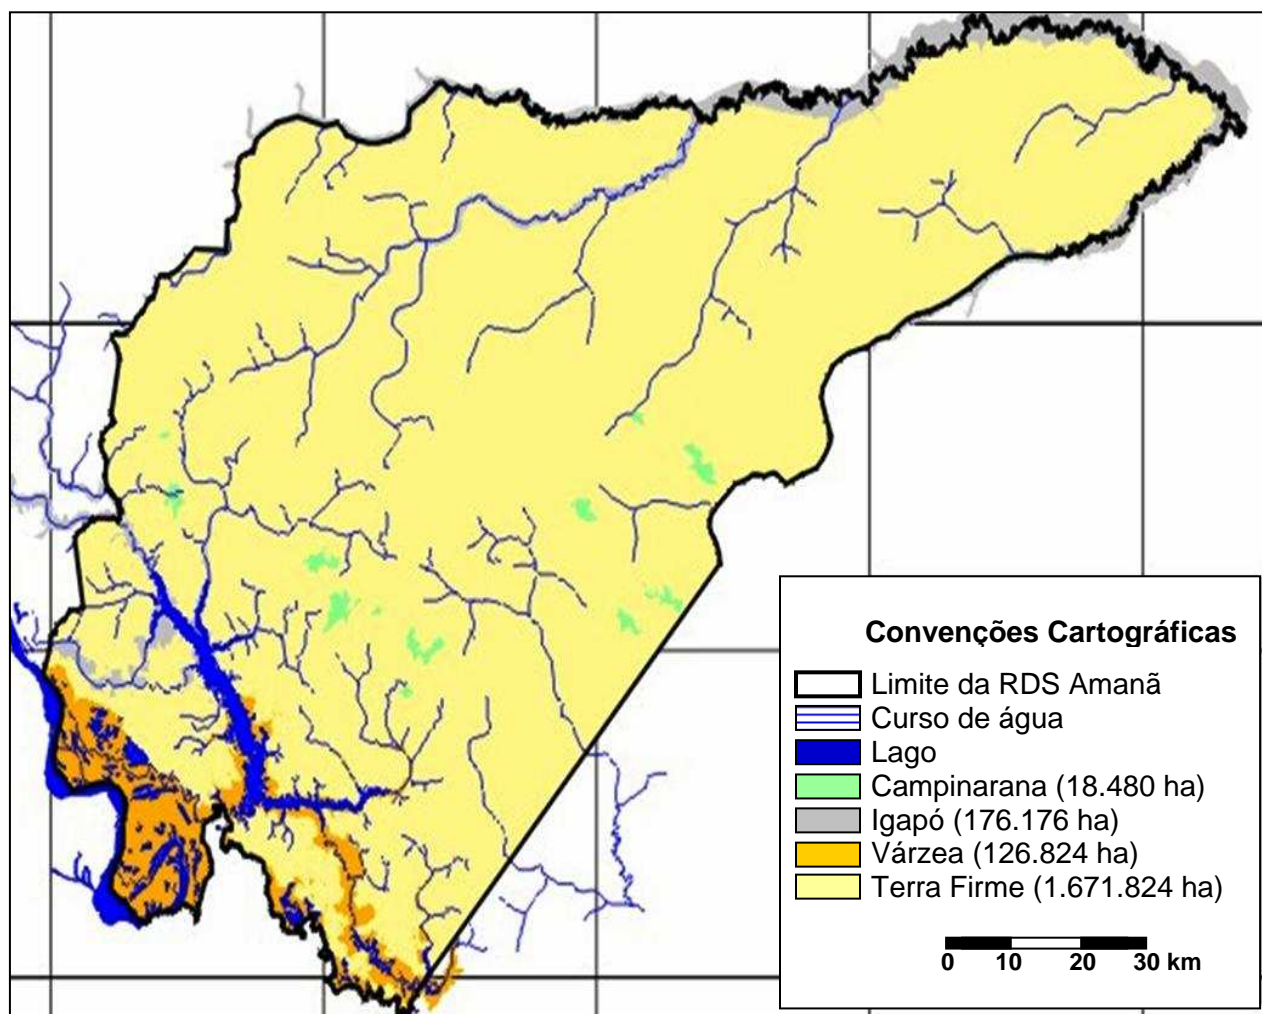 Convenções Cartográficas
Limite da RDS Amanã
Curso de água
Lago
Campinarana (18.480 ha)
Igapó (176.176 ha)
Várzea (126.824 ha)
Terra Firme (1.671.824 ha)
0 10 20 30 km